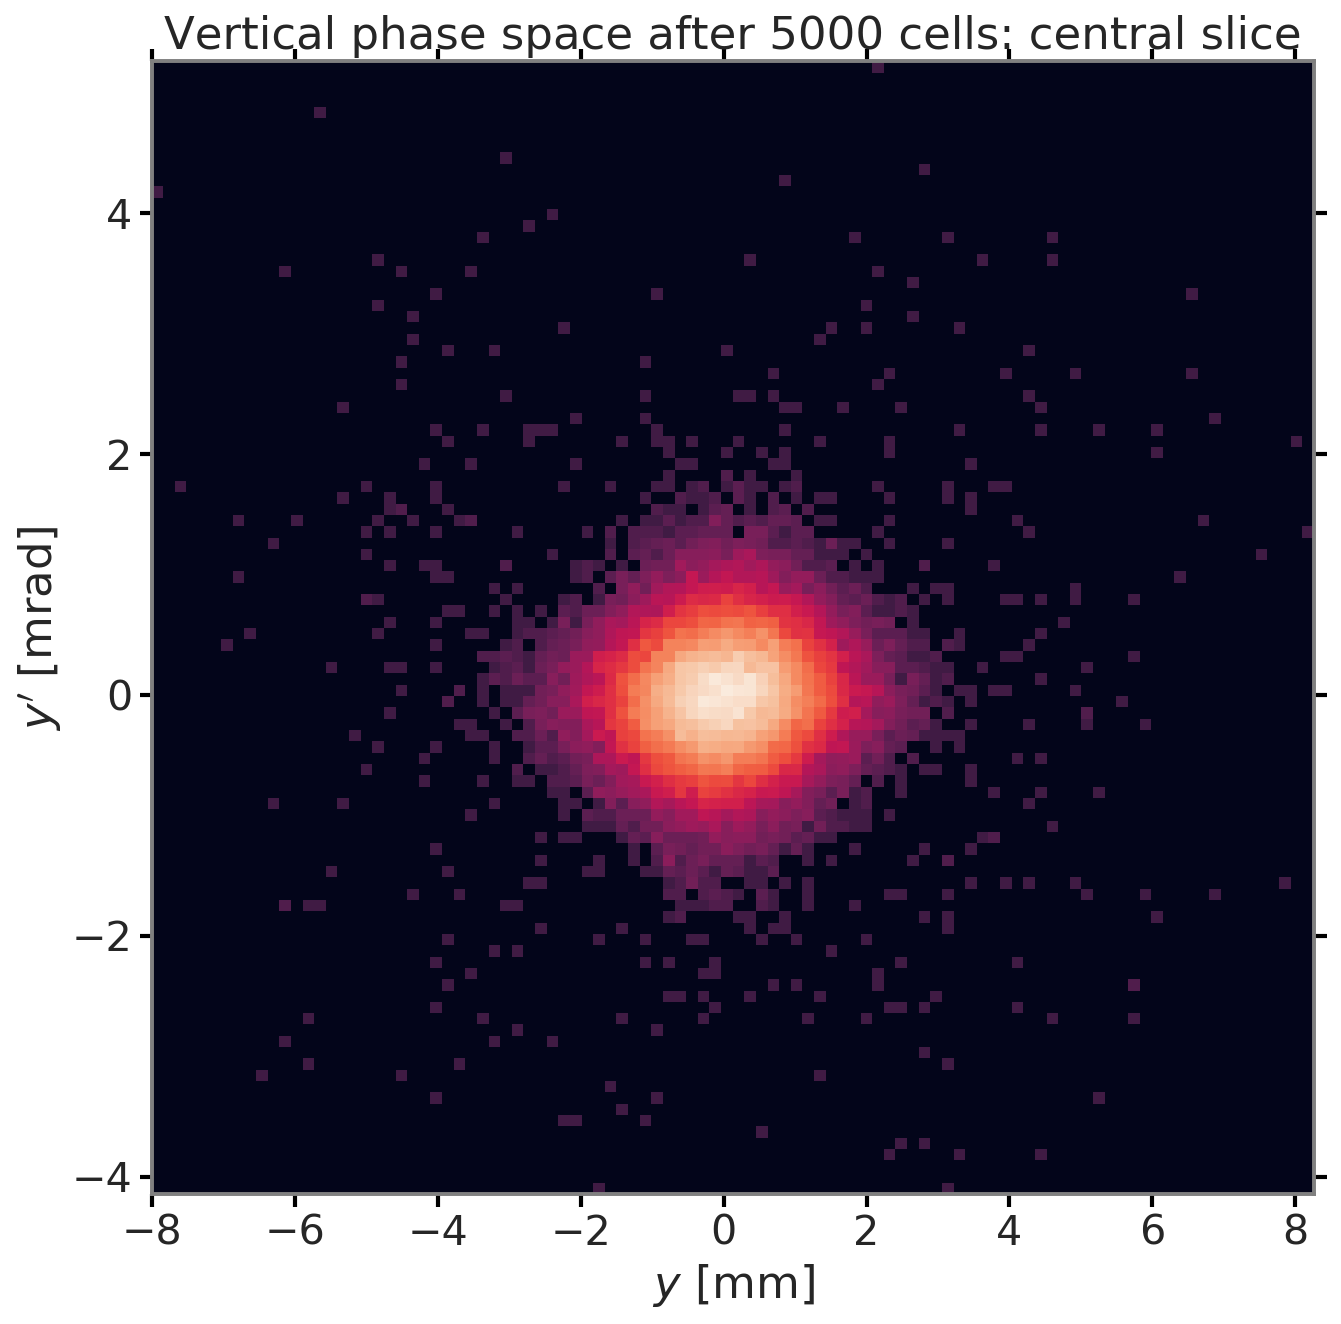 Vertical phase space after 5000 cells: central slice
4
2
0
−2
−4
y′ [mrad]
−8 −6 −4 −2 0 2 4 6 8
y [mm]